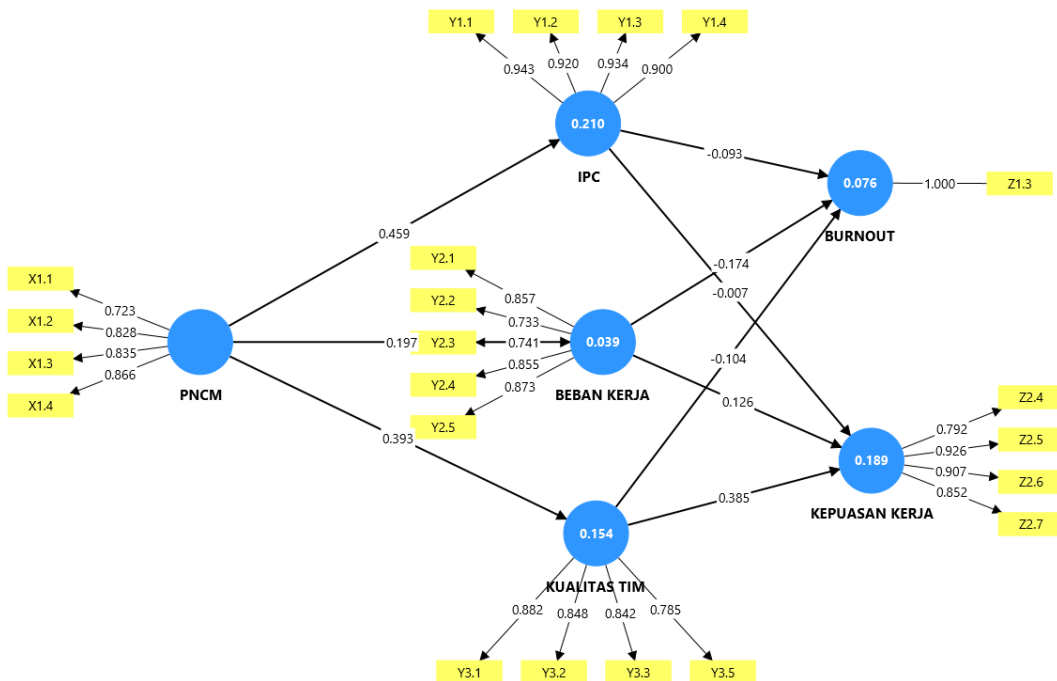 Y1.1
Y1.2
Y1.3
Y1.4
0.943
0.920
0.934
0.900
0.210
IPC
-0.093
0.076
BURNOUT
1.000
Z1.3
0.459
X1.1
X1.2
X1.3
X1.4
0.723
0.828
0.835
0.866
PNCM
0.197
0.393
Y2.1
Y2.2
Y2.3
Y2.4
Y2.5
0.857
0.733
0.741
0.855
0.873
0.039
BEBAN KERJA
-0.174
-0.007
-0.104
0.126
0.385
0.154
KUALITAS TIM
0.882
0.848
0.842
0.785
Y3.1
Y3.2
Y3.3
Y3.5
0.189
KEPUASAN KERJA
0.792
0.926
0.907
0.852
Z2.4
Z2.5
Z2.6
Z2.7